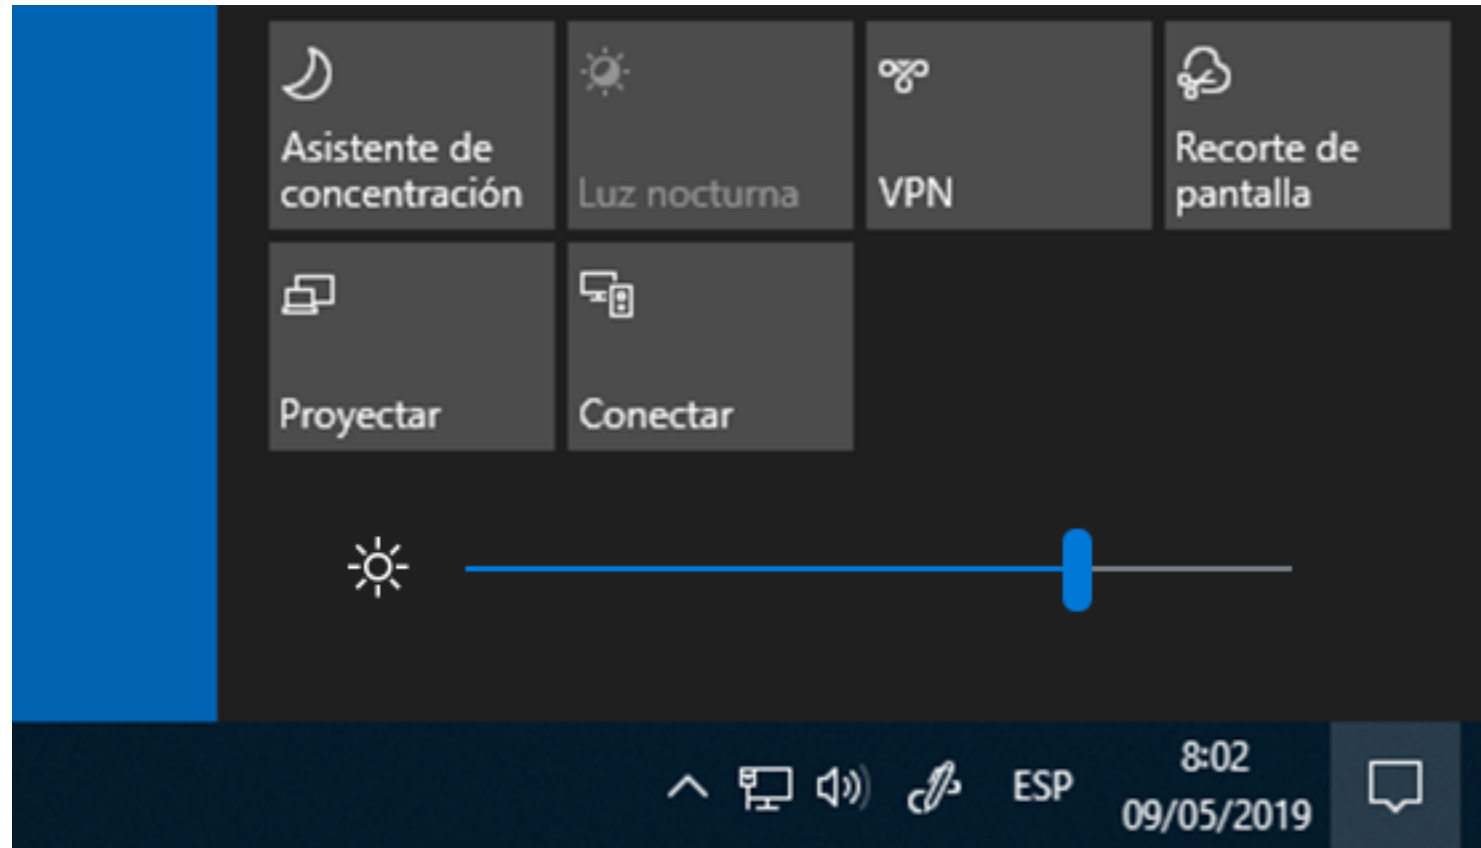 Asistente de
concentración
Luz nocturna
VPN
Recorte de
pantalla
Proyectar
Conectar
ESP
8:02
09/05/2019